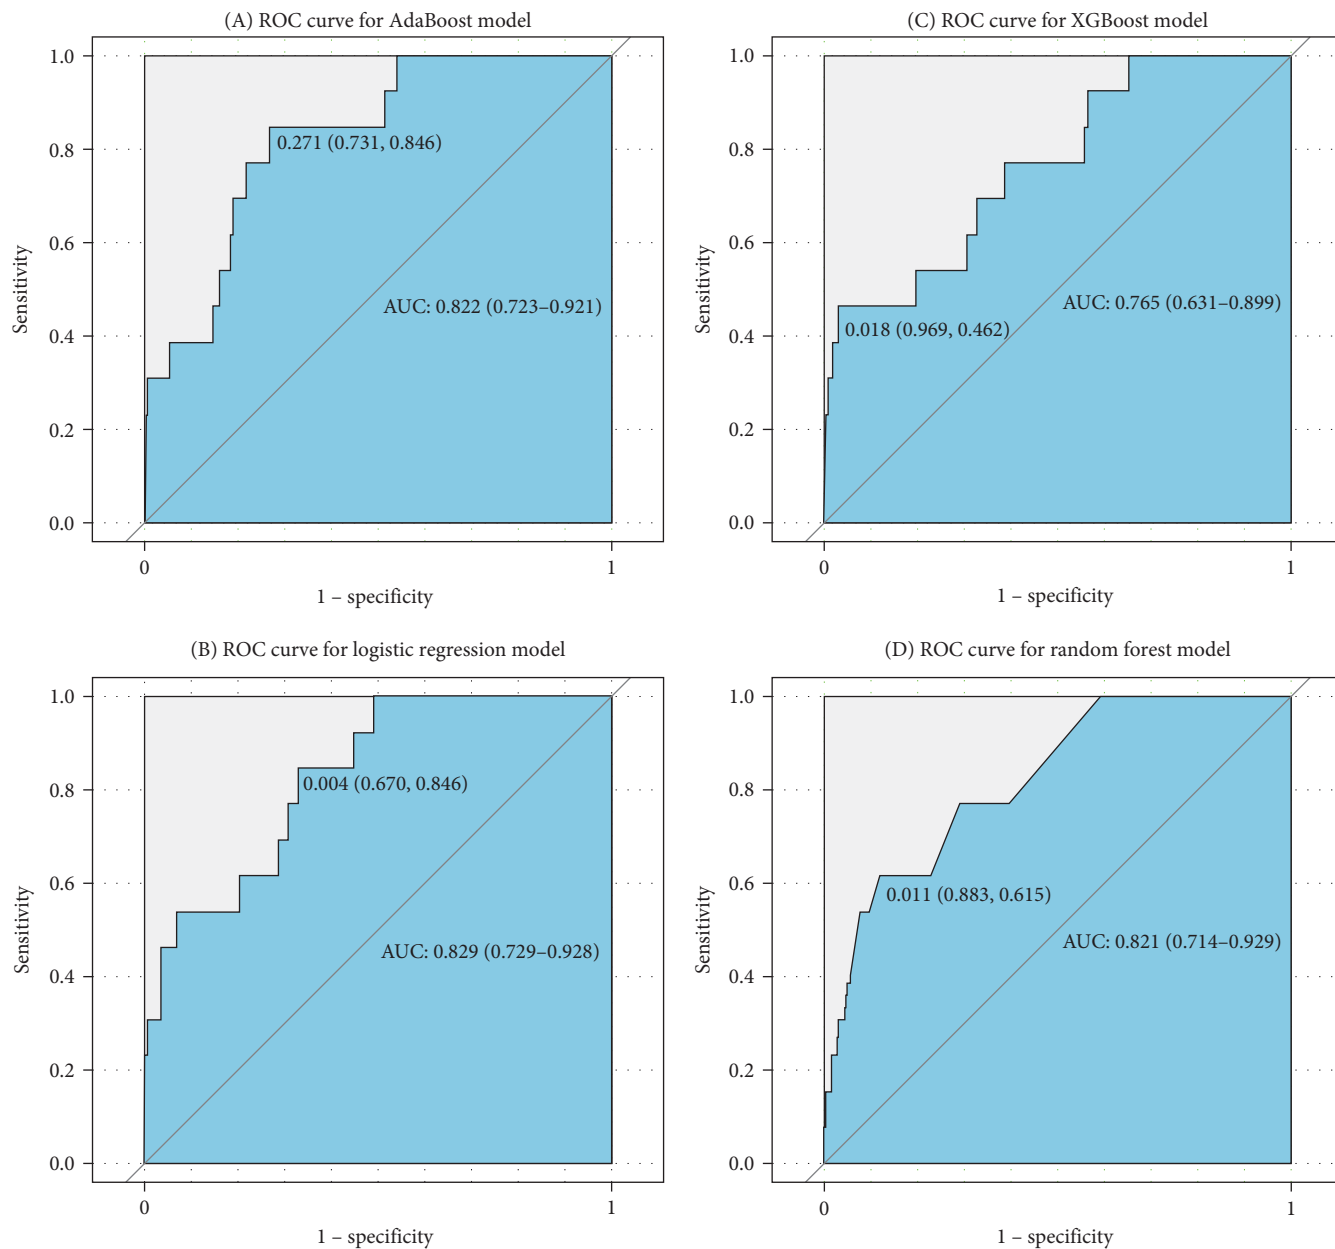 (A) ROC curve for AdaBoost model
1.0
0.8
0.6
0.4
0.2
0.0
Sensitivity
0.271 (0.731, 0.846)
AUC: 0.822 (0.723–0.921)
0
1
1 – specificity
(C) ROC curve for XGBoost model
1.0
0.8
0.6
0.4
0.2
0.0
Sensitivity
0.018 (0.969, 0.462)
AUC: 0.765 (0.631–0.899)
0
1
1 – specificity
(B) ROC curve for logistic regression model
1.0
0.8
0.6
0.4
0.2
0.0
Sensitivity
0.004 (0.670, 0.846)
AUC: 0.829 (0.729–0.928)
0
1
1 – specificity
(D) ROC curve for random forest model
1.0
0.8
0.6
0.4
0.2
0.0
Sensitivity
0.011 (0.883, 0.615)
AUC: 0.821 (0.714–0.929)
0
1
1 – specificity